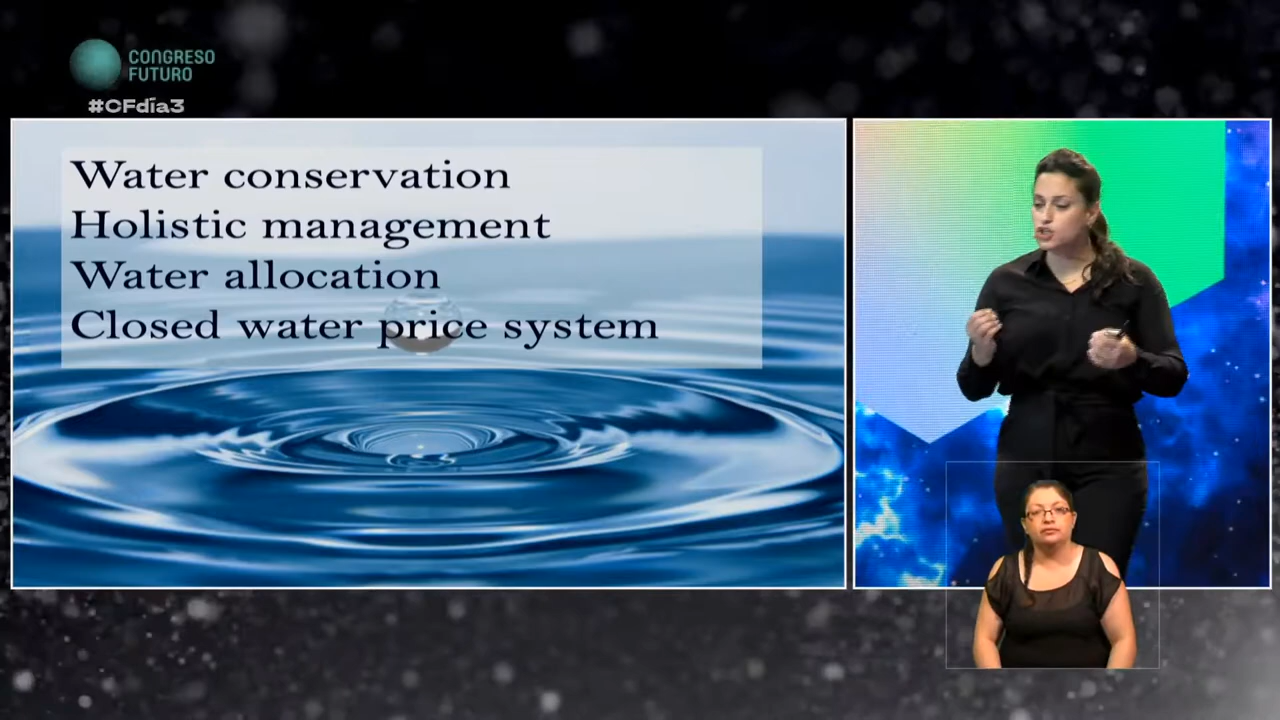 CONGRESO
FUTURO
#CFdía3
Water conservation
Holistic management
Water allocation
Closed water price system